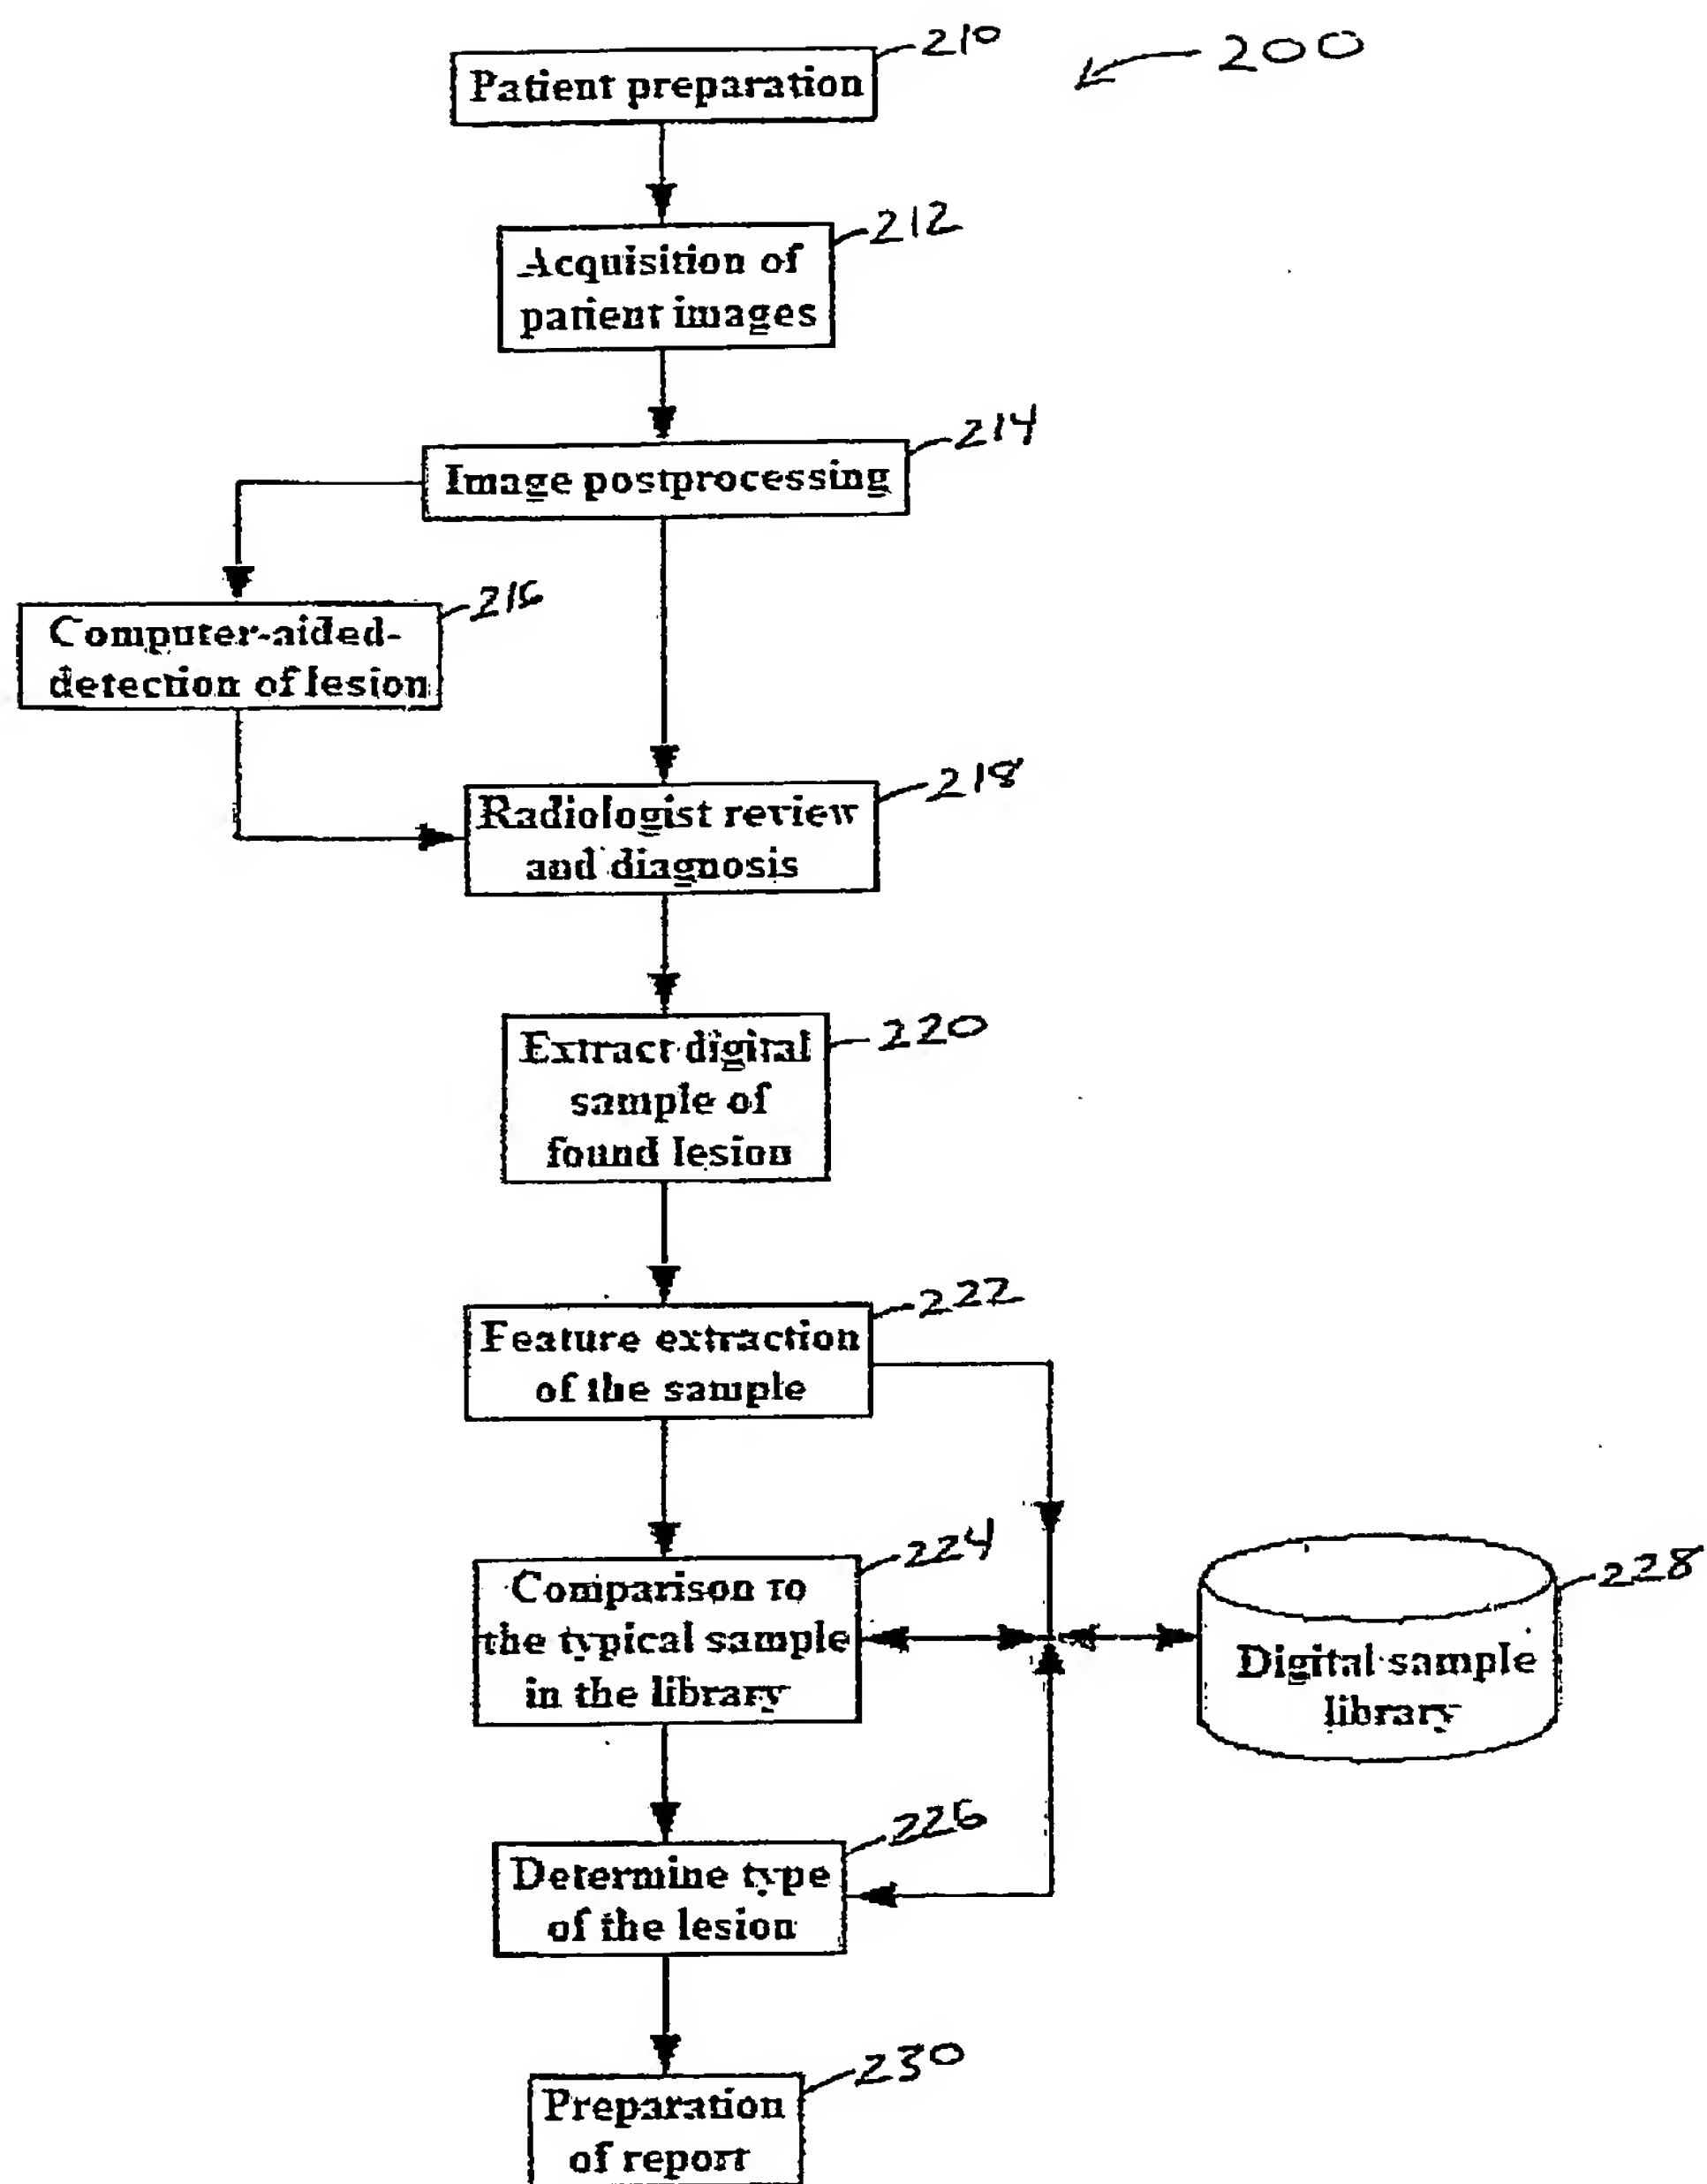 210
200
Patient preparation
212
Acquisition of
patient images
214
Image postprocessing
216
Computer-aided-
detection of lesion
218
Radiologist review
and diagnosis
220
Extract digital
sample of
found lesion
222
Feature extraction
of the sample
224
Comparison to
the typical sample
in the library
228
Digital sample
library
226
Determine type
of the lesion
230
Preparation
of report